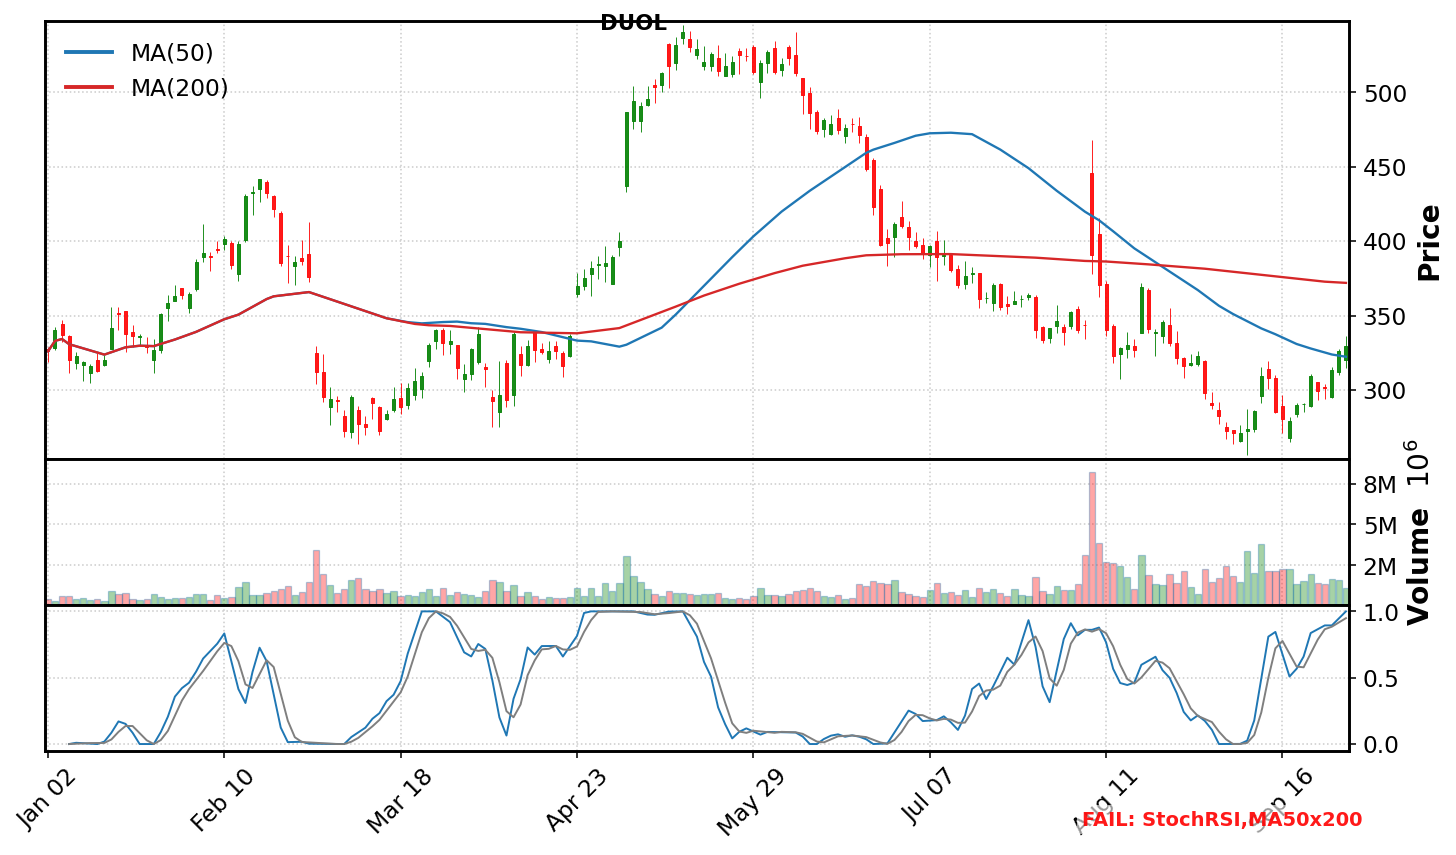 DUOL
MA(50)
MA(200)
500
450
400
350
300
Price
8M
5M
2M
Volume 10⁶
1.0
0.5
0.0
Jan 02
Feb 10
Mar 18
Apr 23
May 29
Jul 07
Aug 11
Sep 16
FAIL: StochRSI,MA50x200